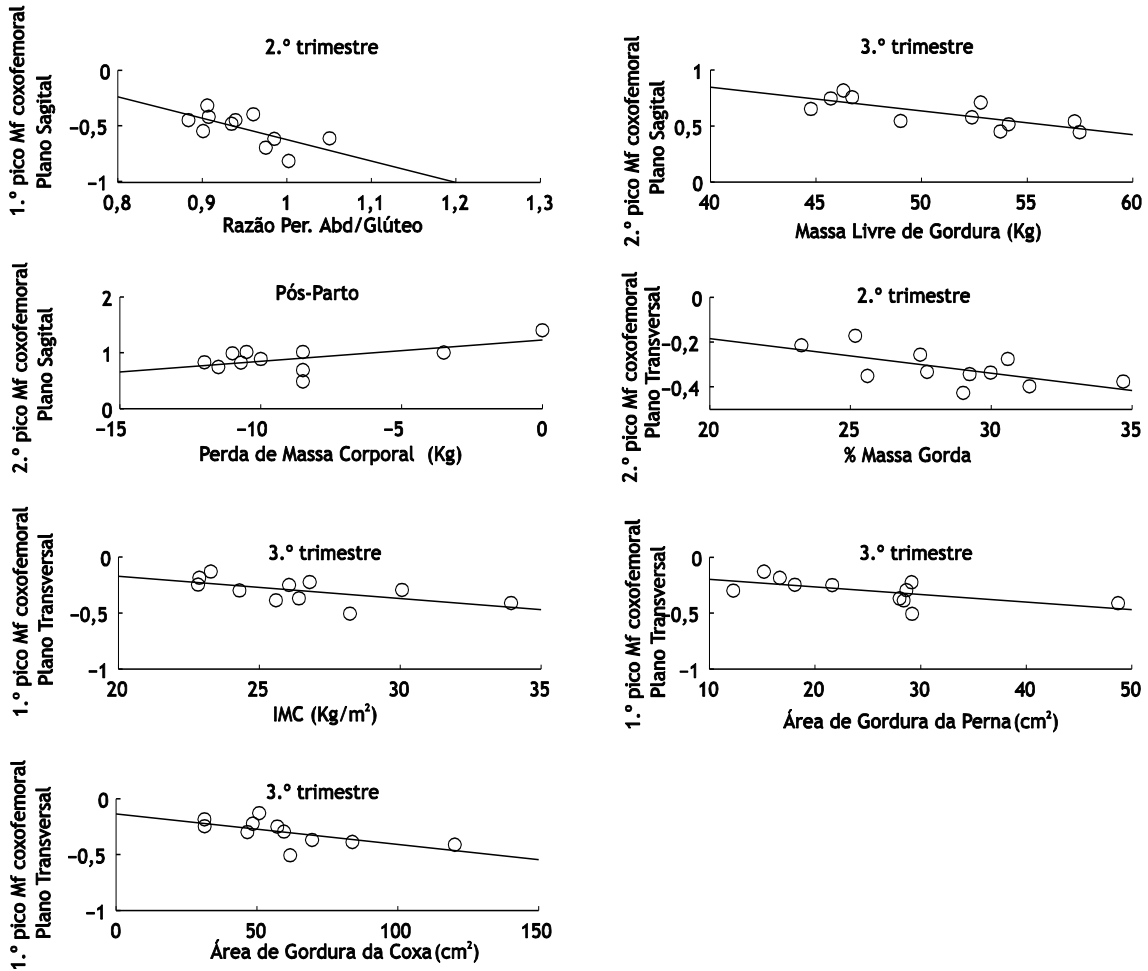 1.º pico Mf coxofemoral
Plano Sagital
2.º trimestre
0
−0,5
−1
0,8
0,9
1
1,1
1,2
1,3
Razão Per. Abd/Glúteo
2.º pico Mf coxofemoral
Plano Sagital
3.º trimestre
1
0,5
0
40
45
50
55
60
Massa Livre de Gordura (Kg)
2.º pico Mf coxofemoral
Plano Sagital
Pós-Parto
2
1
0
−15
−10
−5
0
Perda de Massa Corporal (Kg)
2.º pico Mf coxofemoral
Plano Transversal
2.º trimestre
0
−0,2
−0,4
20
25
30
35
% Massa Gorda
1.º pico Mf coxofemoral
Plano Transversal
3.º trimestre
0
−0,5
−1
20
25
30
35
IMC (Kg/m²)
1.º pico Mf coxofemoral
Plano Transversal
3.º trimestre
0
−0,5
−1
10
20
30
40
50
Área de Gordura da Perna (cm²)
1.º pico Mf coxofemoral
Plano Transversal
3.º trimestre
0
−0,5
−1
0
50
100
150
Área de Gordura da Coxa (cm²)